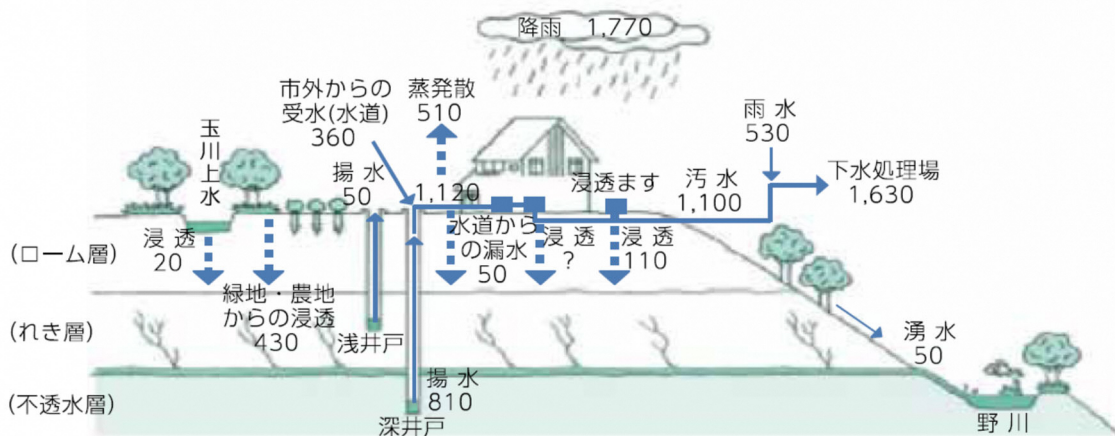 降雨 1,770
市外からの
受水(水道)
360
蒸発散
510
雨 水
530
玉川上水
揚 水
50
1,120
浸透ます
汚 水
1,100
下水処理場
1,630
(ローム層)
浸 透
20
水道から
の漏水
50
浸 透
?
浸 透
110
緑地・農地
からの浸透
430
(れき層)
浅井戸
湧 水
50
揚 水
810
(不透水層)
深井戸
野 川